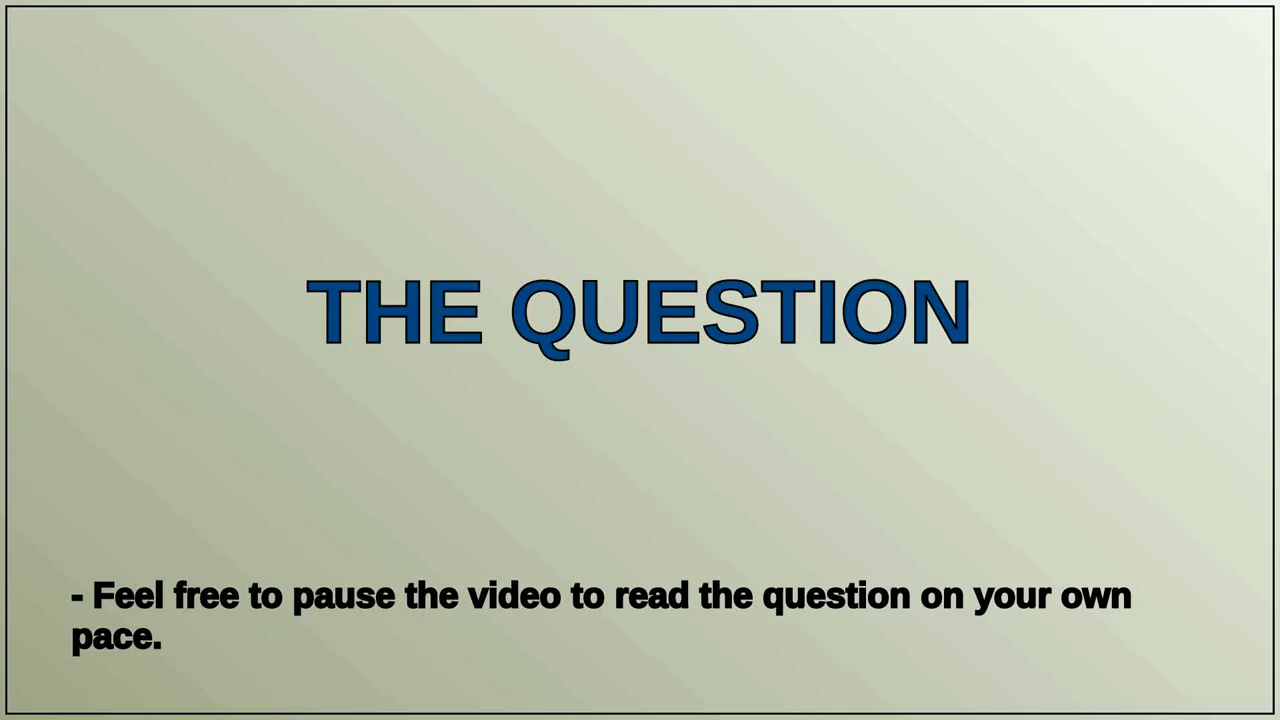 THE QUESTION
- Feel free to pause the video to read the question on your own
pace.